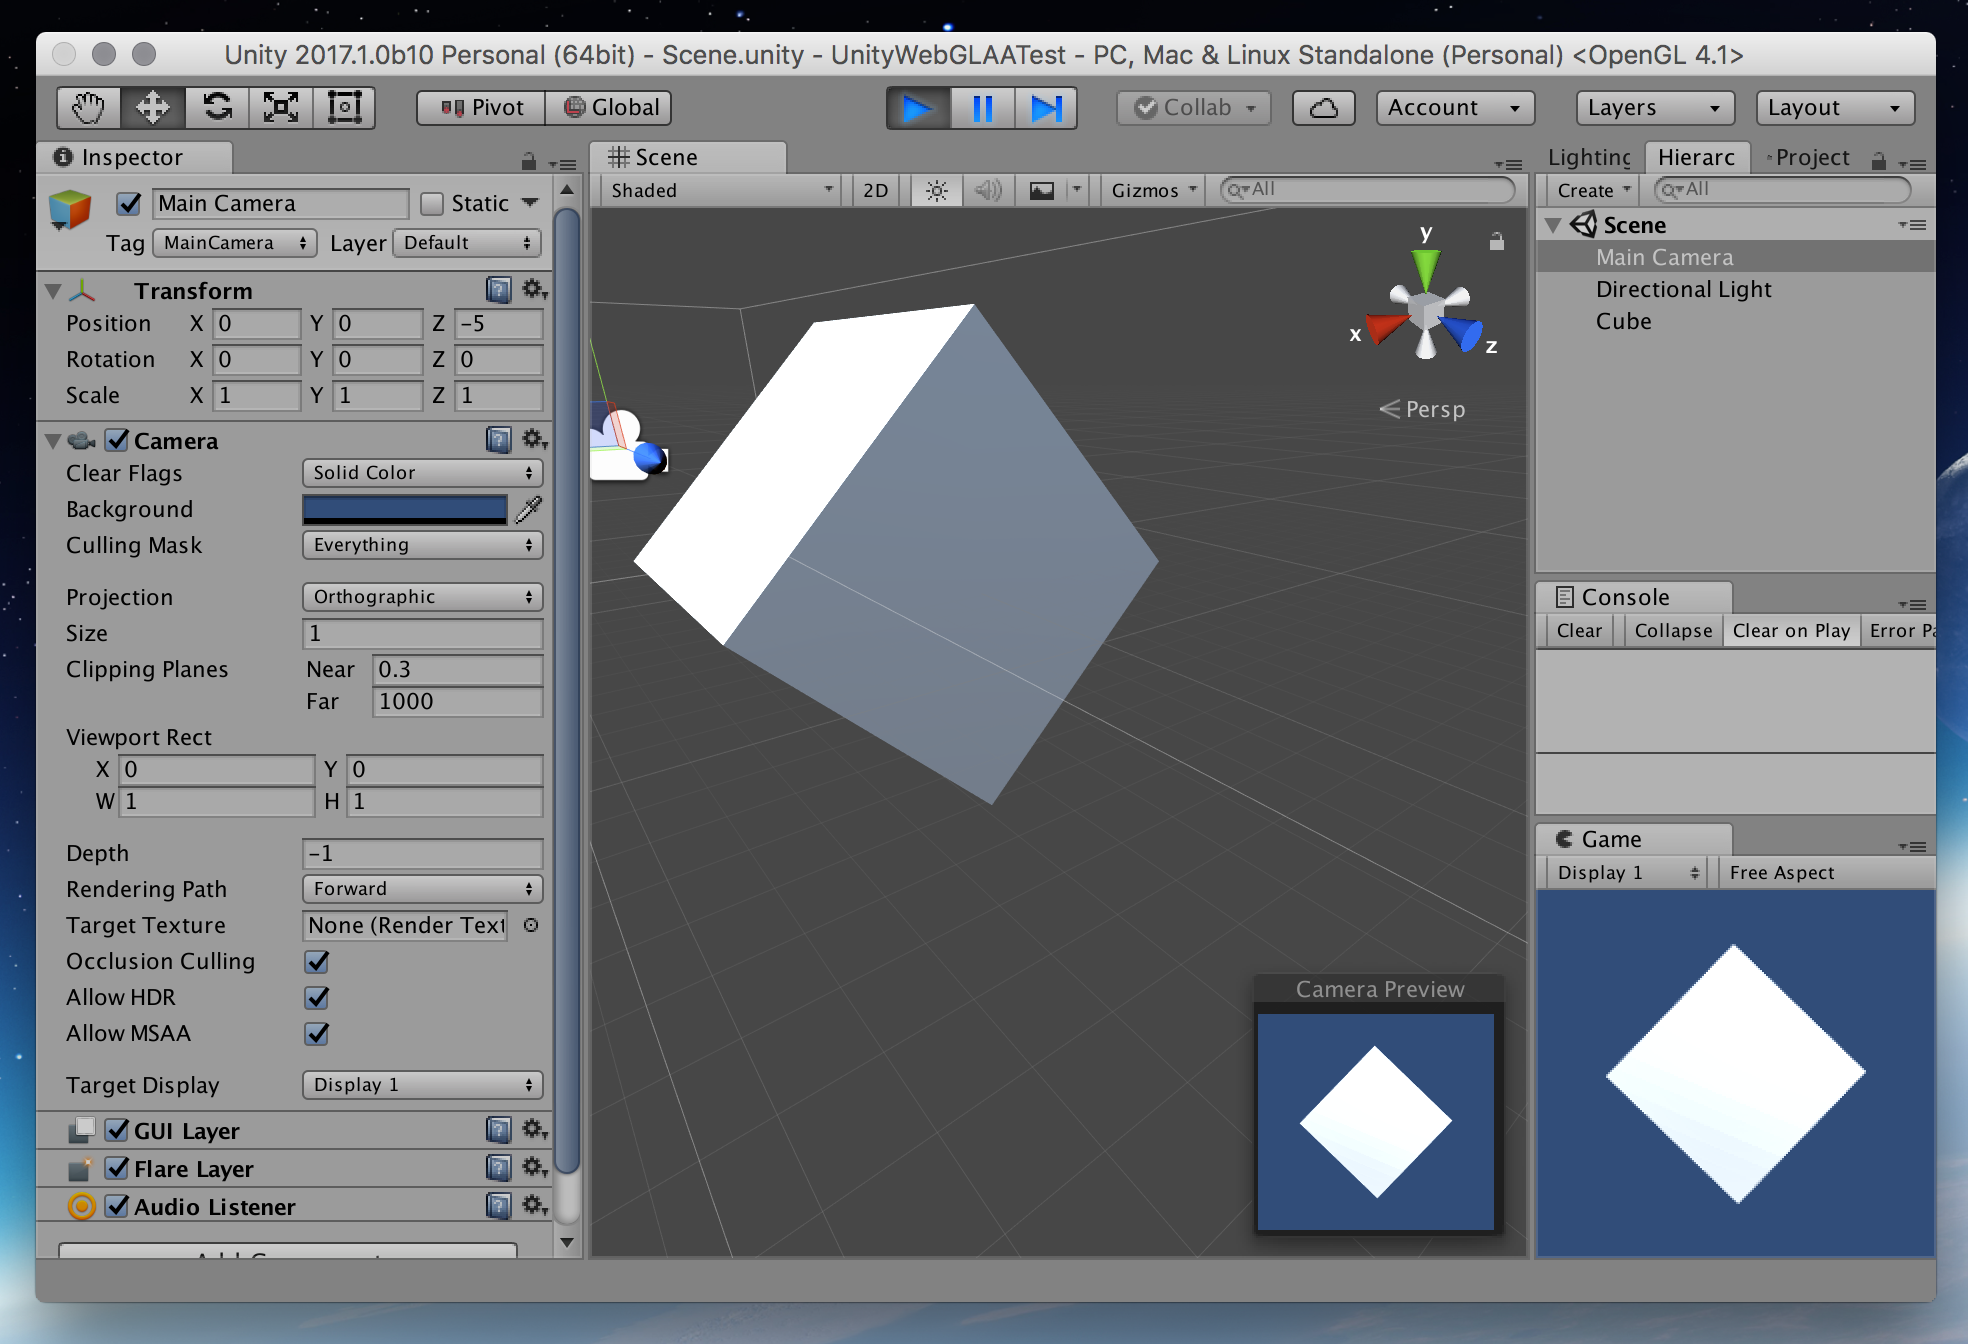 Unity 2017.1.0b10 Personal (64bit) - Scene.unity - UnityWebGLAATest - PC, Mac & Linux Standalone (Personal) <OpenGL 4.1>
Pivot Global Collab Account Layers Layout
Inspector
Main Camera Static
Tag MainCamera Layer Default
Transform
Position X 0 Y 0 Z -5
Rotation X 0 Y 0 Z 0
Scale X 1 Y 1 Z 1
Camera
Clear Flags Solid Color
Background
Culling Mask Everything
Projection Orthographic
Size 1
Clipping Planes Near 0.3
Far 1000
Viewport Rect
X 0 Y 0
W 1 H 1
Depth -1
Rendering Path Forward
Target Texture None (Render Text
Occlusion Culling
Allow HDR
Allow MSAA
Target Display Display 1
GUI Layer
Flare Layer
Audio Listener
Scene
Shaded 2D Gizmos All
y
x
z
Persp
Camera Preview
Lighting Hierarc Project
Create All
Scene
Main Camera
Directional Light
Cube
Console
Clear Collapse Clear on Play Error Pa
Game
Display 1 Free Aspect